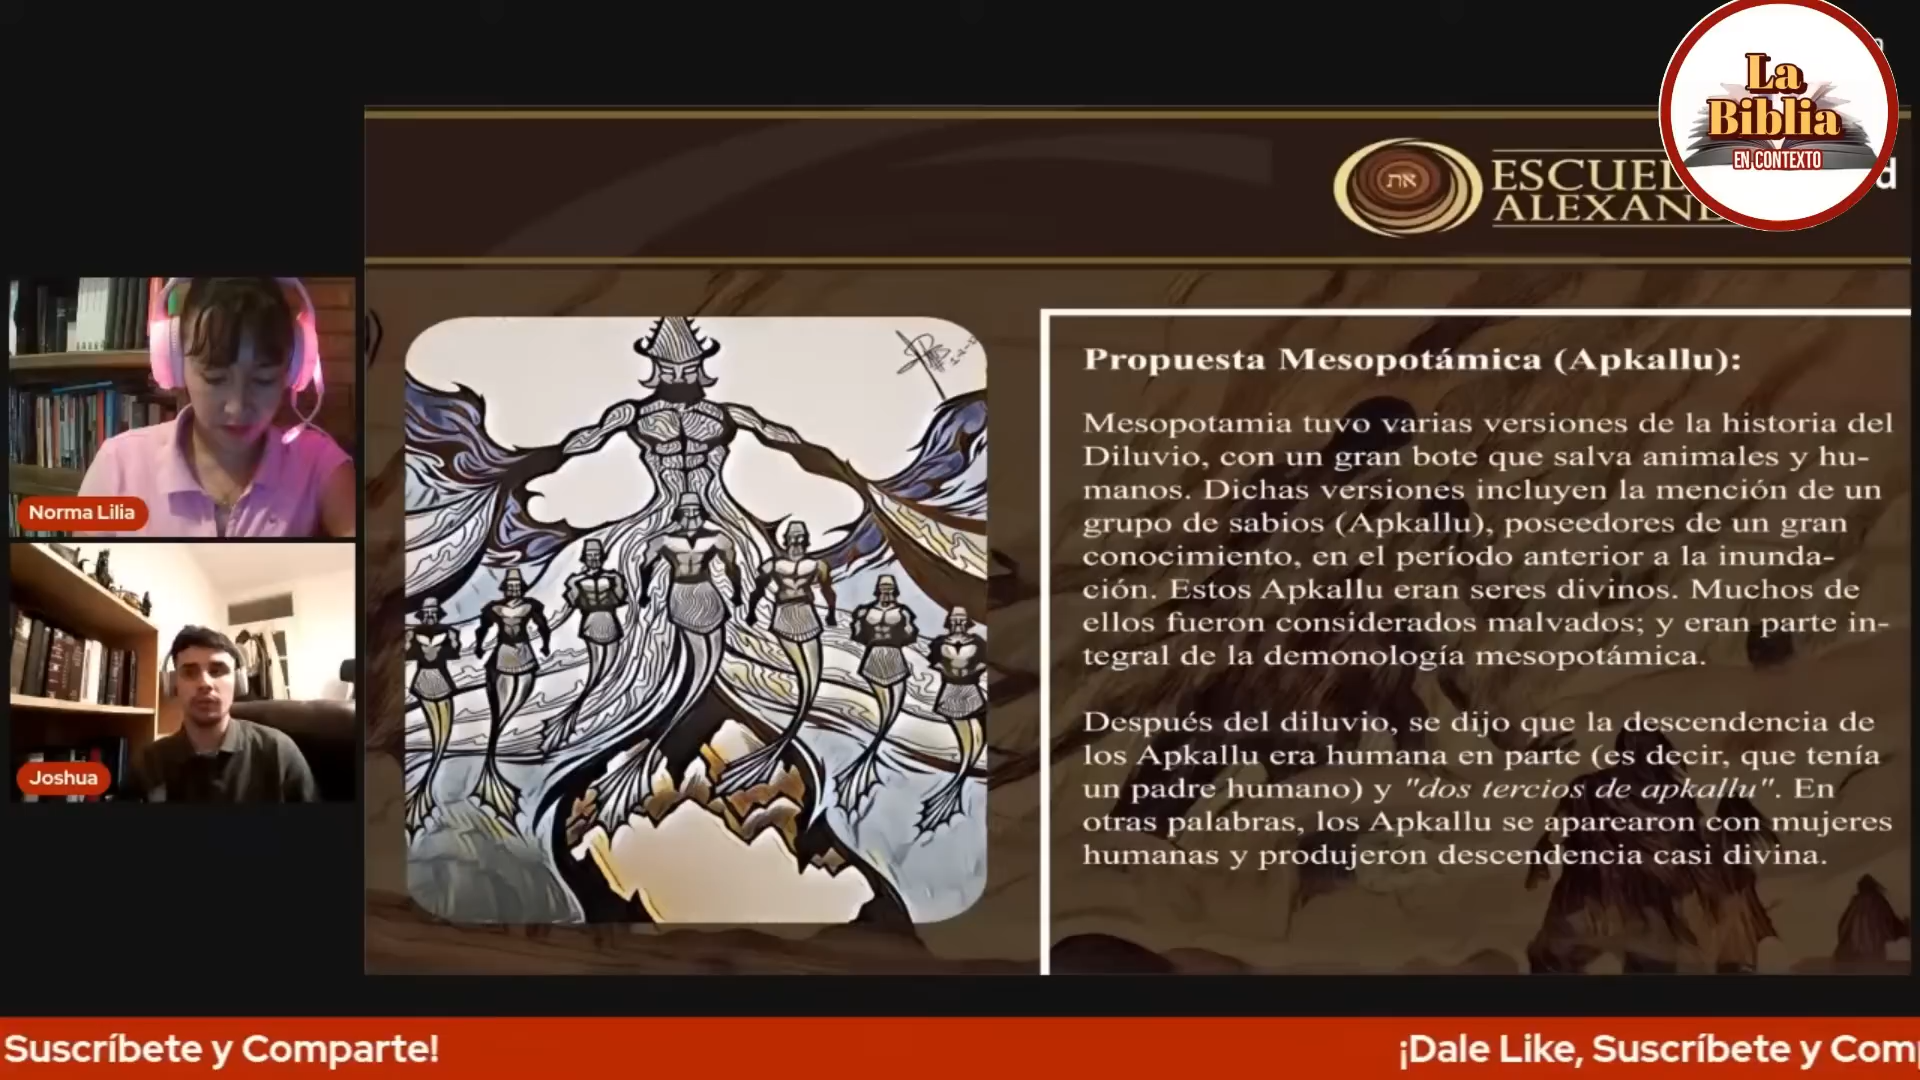 La
Biblia
EN CONTEXTO
את
d
Norma Lilia
Joshua
Propuesta Mesopotámica (Apkallu):
Mesopotamia tuvo varias versiones de la historia del
Diluvio, con un gran bote que salva animales y hu-
manos. Dichas versiones incluyen la mención de un
grupo de sabios (Apkallu), poseedores de un gran
conocimiento, en el período anterior a la inunda-
ción. Estos Apkallu eran seres divinos. Muchos de
ellos fueron considerados malvados; y eran parte in-
tegral de la demonología mesopotámica.
Después del diluvio, se dijo que la descendencia de
los Apkallu era humana en parte (es decir, que tenía
un padre humano) y "dos tercios de apkallu". En
otras palabras, los Apkallu se aparearon con mujeres
humanas y produjeron descendencia casi divina.
Suscríbete y Comparte!
¡Dale Like, Suscríbete y Com